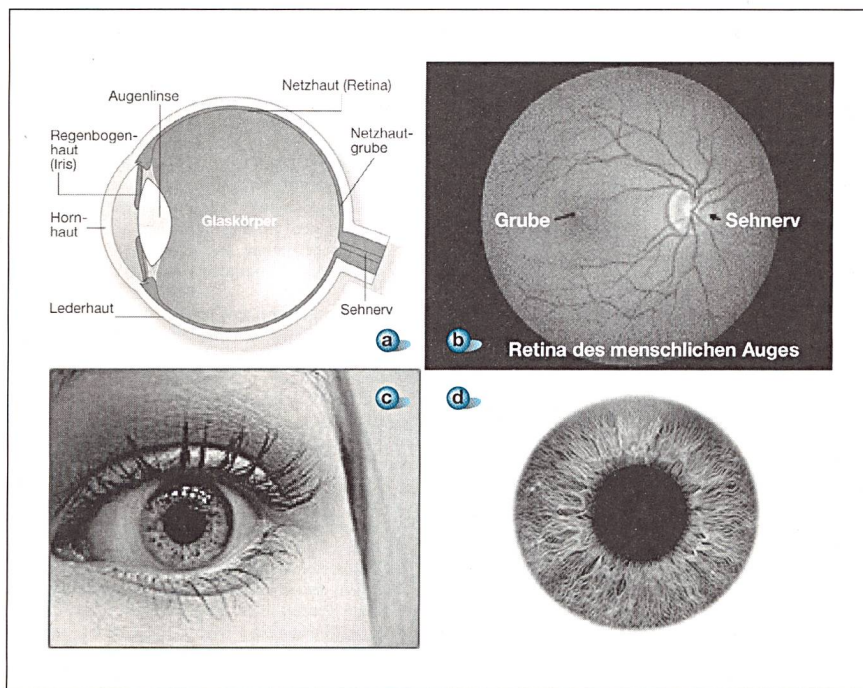 Augenlinse
Netzhaut (Retina)
Regenbogen-
haut
(Iris)
Netzhaut-
grube
Horn-
haut
Glaskörper
Lederhaut
Sehnerv
a
b
Grube
Sehnerv
Retina des menschlichen Auges
c
d